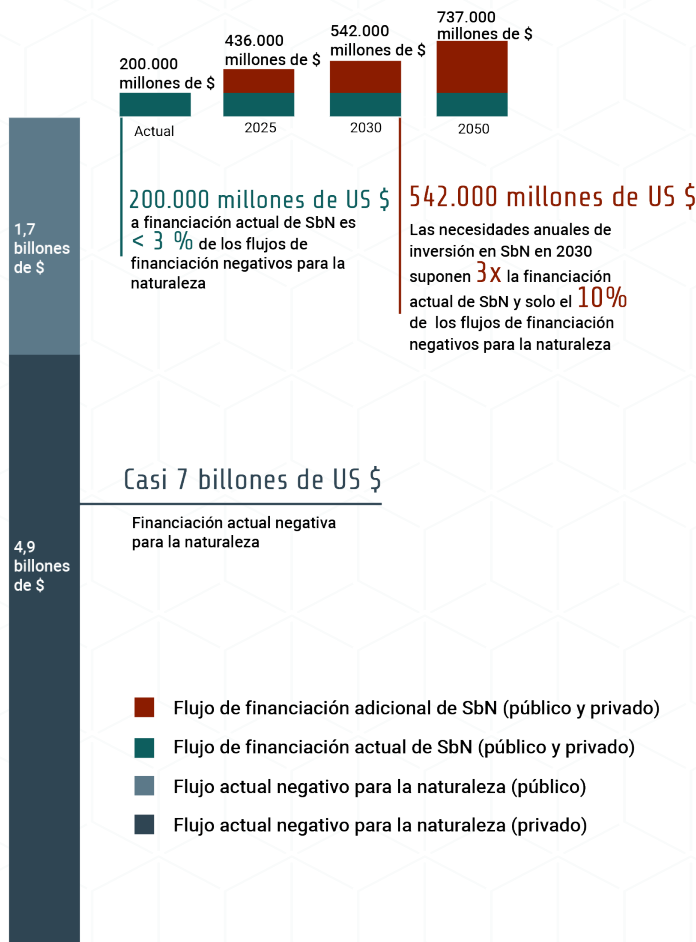 200.000
millones de $
436.000
millones de $
542.000
millones de $
737.000
millones de $
Actual
2025
2030
2050
1,7
billones
de $
200.000 millones de US $
a financiación actual de SbN es
< 3 % de los flujos de
financiación negativos para la
naturaleza
542.000 millones de US $
Las necesidades anuales de
inversión en SbN en 2030
suponen 3x la financiación
actual de SbN y solo el 10%
de los flujos de financiación
negativos para la naturaleza
Casi 7 billones de US $
Financiación actual negativa
para la naturaleza
4,9
billones
de $
Flujo de financiación adicional de SbN (público y privado)
Flujo de financiación actual de SbN (público y privado)
Flujo actual negativo para la naturaleza (público)
Flujo actual negativo para la naturaleza (privado)